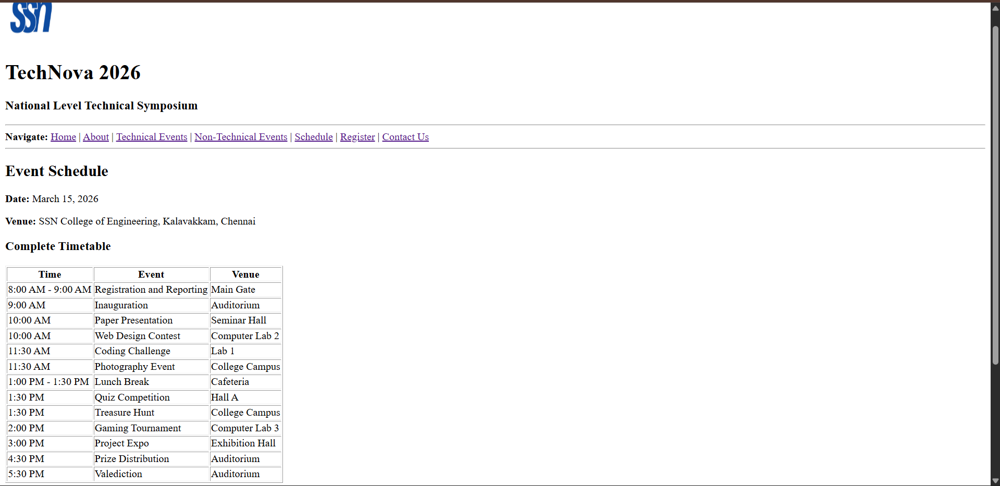 ssn
TechNova 2026
National Level Technical Symposium
Navigate: Home | About | Technical Events | Non-Technical Events | Schedule | Register | Contact Us
Event Schedule
Date: March 15, 2026
Venue: SSN College of Engineering, Kalavakkam, Chennai
Complete Timetable
Time Event Venue
8:00 AM - 9:00 AM Registration and Reporting Main Gate
9:00 AM Inauguration Auditorium
10:00 AM Paper Presentation Seminar Hall
10:00 AM Web Design Contest Computer Lab 2
11:30 AM Coding Challenge Lab 1
11:30 AM Photography Event College Campus
1:00 PM - 1:30 PM Lunch Break Cafeteria
1:30 PM Quiz Competition Hall A
1:30 PM Treasure Hunt College Campus
2:00 PM Gaming Tournament Computer Lab 3
3:00 PM Project Expo Exhibition Hall
4:30 PM Prize Distribution Auditorium
5:30 PM Valediction Auditorium